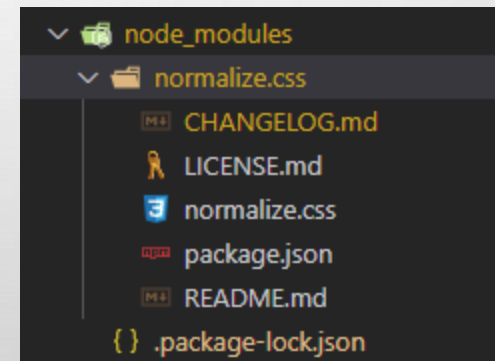 node_modules
normalize.css
CHANGELOG.md
LICENSE.md
normalize.css
package.json
README.md
{ } .package-lock.json